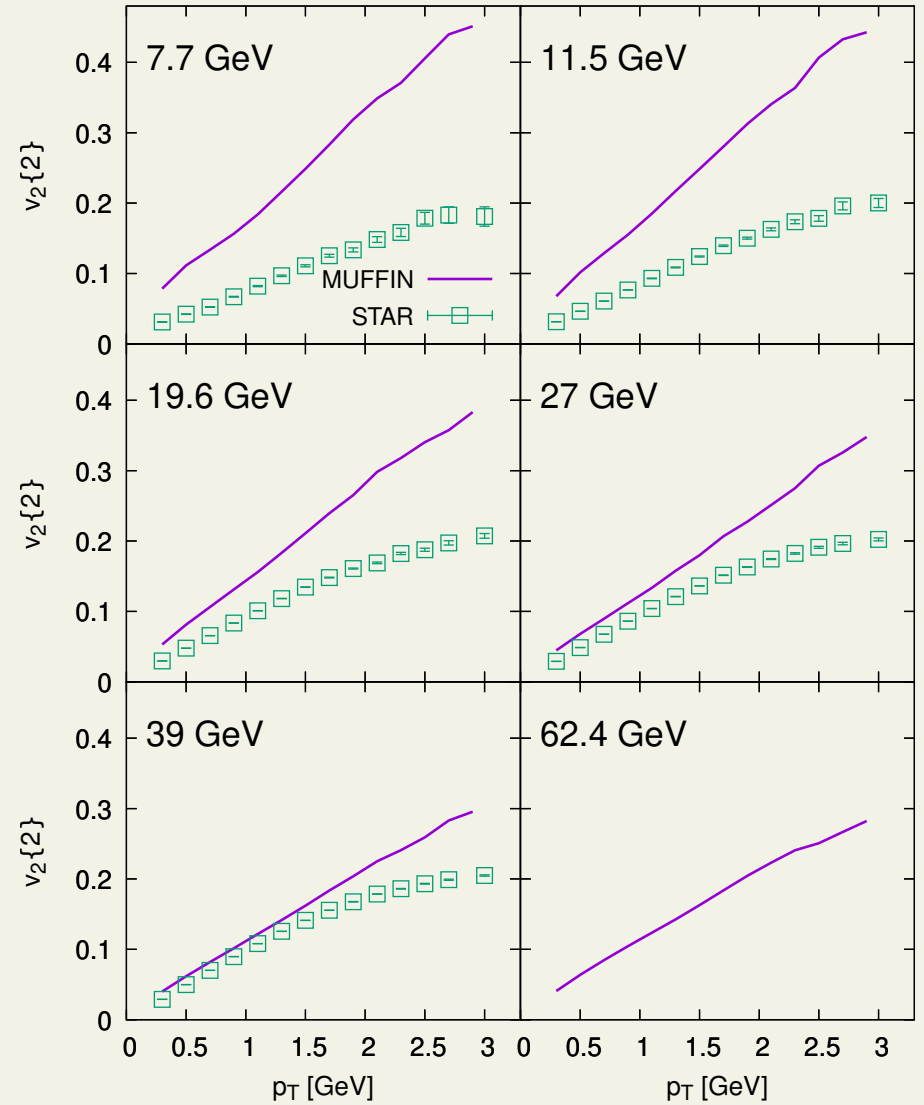 7.7 GeV
11.5 GeV
v2{2}
0.4
0.3
0.2
0.1
0
MUFFIN
STAR
19.6 GeV
27 GeV
v2{2}
0.4
0.3
0.2
0.1
0
39 GeV
62.4 GeV
v2{2}
0.4
0.3
0.2
0.1
0
0 0.5 1 1.5 2 2.5 3
0 0.5 1 1.5 2 2.5 3
pT [GeV]
pT [GeV]